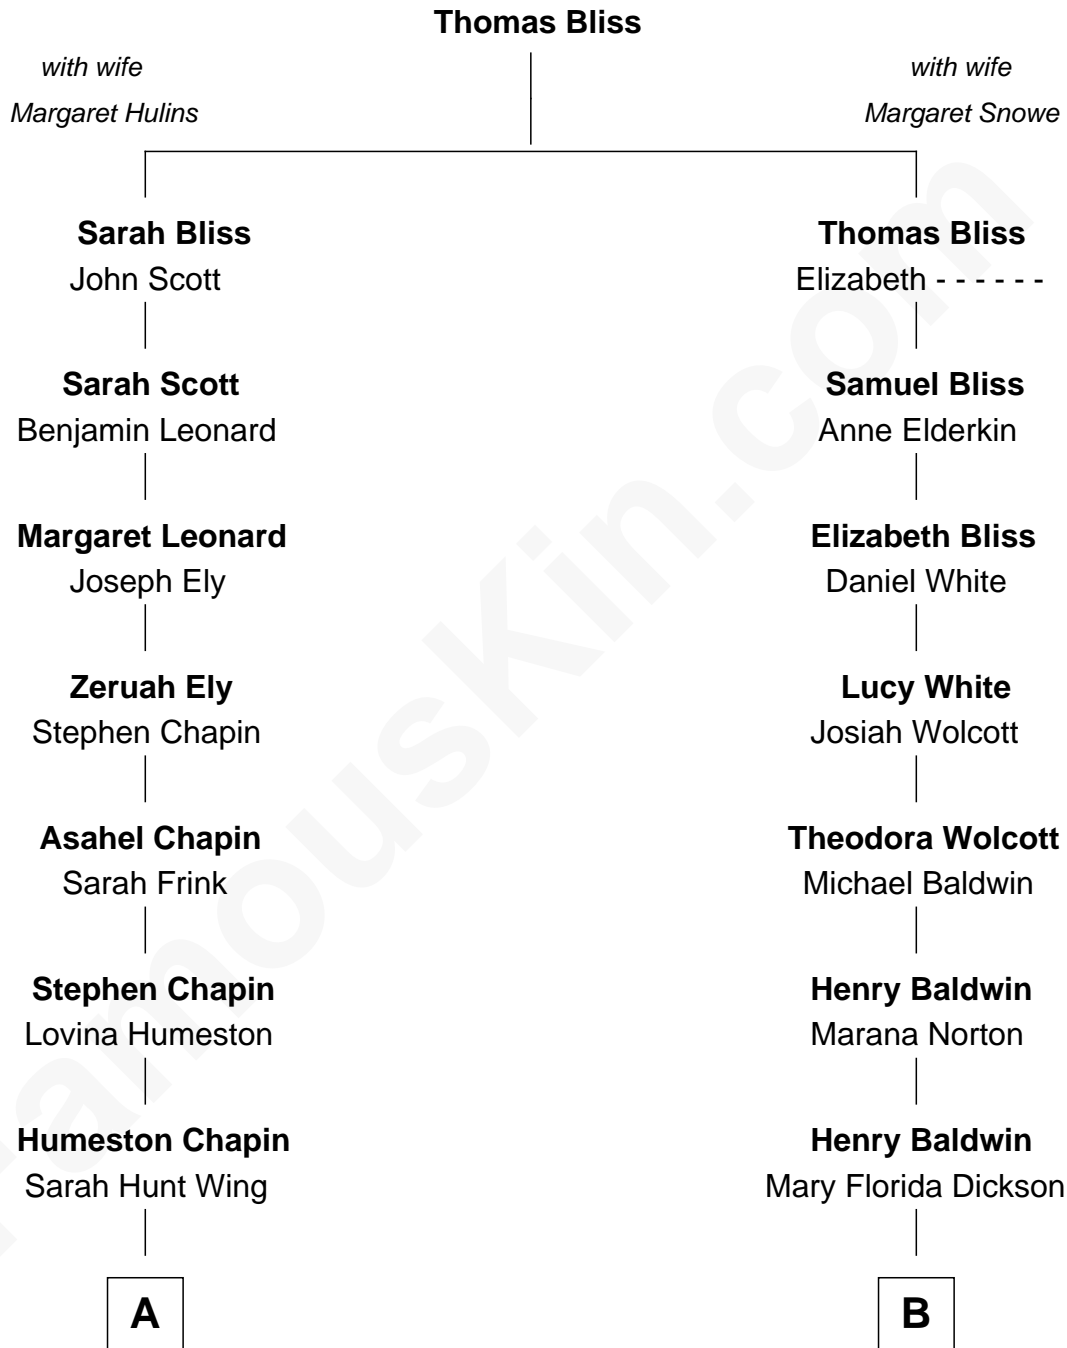 Thomas Bliss
with wife
Margaret Hulins
with wife
Margaret Snowe
Sarah Bliss
John Scott
Thomas Bliss
Elizabeth - - - - - -
Sarah Scott
Benjamin Leonard
Samuel Bliss
Anne Elderkin
Margaret Leonard
Joseph Ely
Elizabeth Bliss
Daniel White
Zeruah Ely
Stephen Chapin
Lucy White
Josiah Wolcott
Asahel Chapin
Sarah Frink
Theodora Wolcott
Michael Baldwin
Stephen Chapin
Lovina Humeston
Henry Baldwin
Marana Norton
Humeston Chapin
Sarah Hunt Wing
Henry Baldwin
Mary Florida Dickson
A
B
FamousKin.com